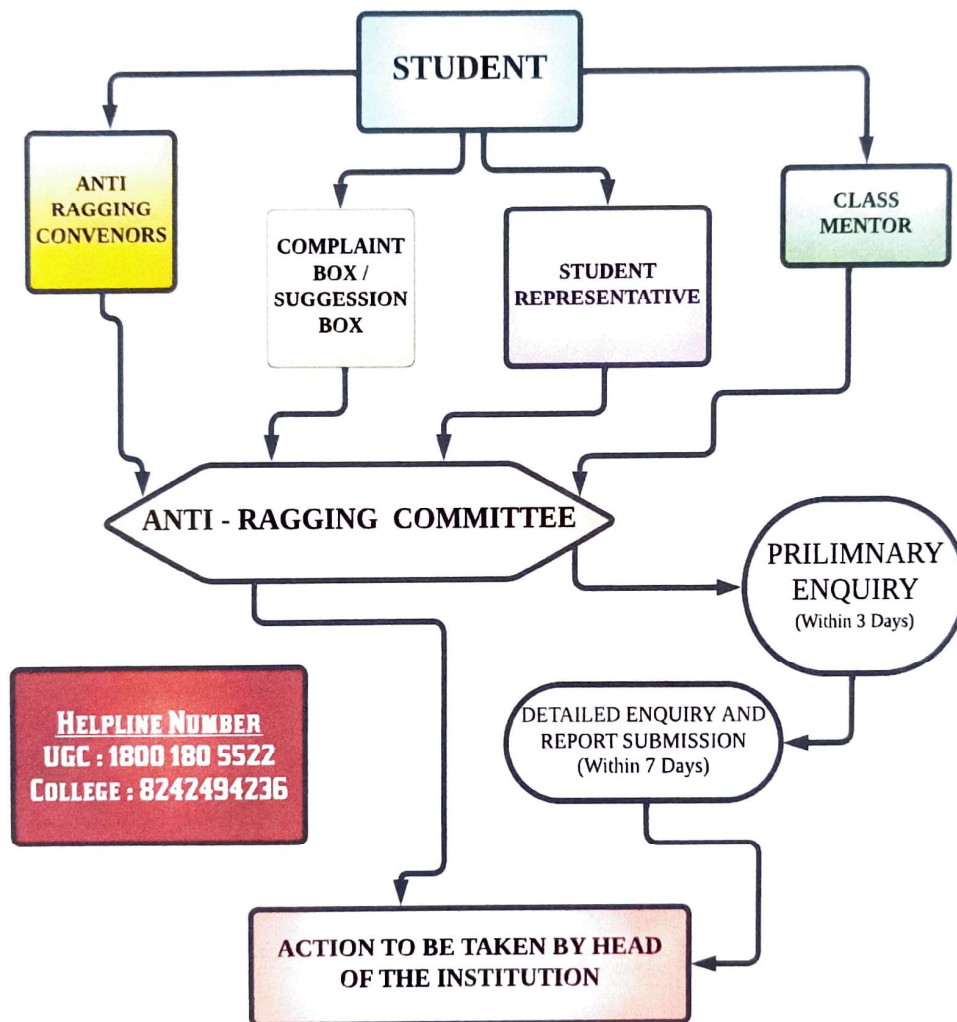 STUDENT
ANTI
RAGGING
CONVENORS
COMPLAINT
BOX /
SUGGESSION
BOX
STUDENT
REPRESENTATIVE
CLASS
MENTOR
ANTI - RAGGING COMMITTEE
PRILIMNARY
ENQUIRY
(Within 3 Days)
HELPLINE NUMBER
UGC : 1800 180 5522
COLLEGE : 8242494236
DETAILED ENQUIRY AND
REPORT SUBMISSION
(Within 7 Days)
ACTION TO BE TAKEN BY HEAD
OF THE INSTITUTION